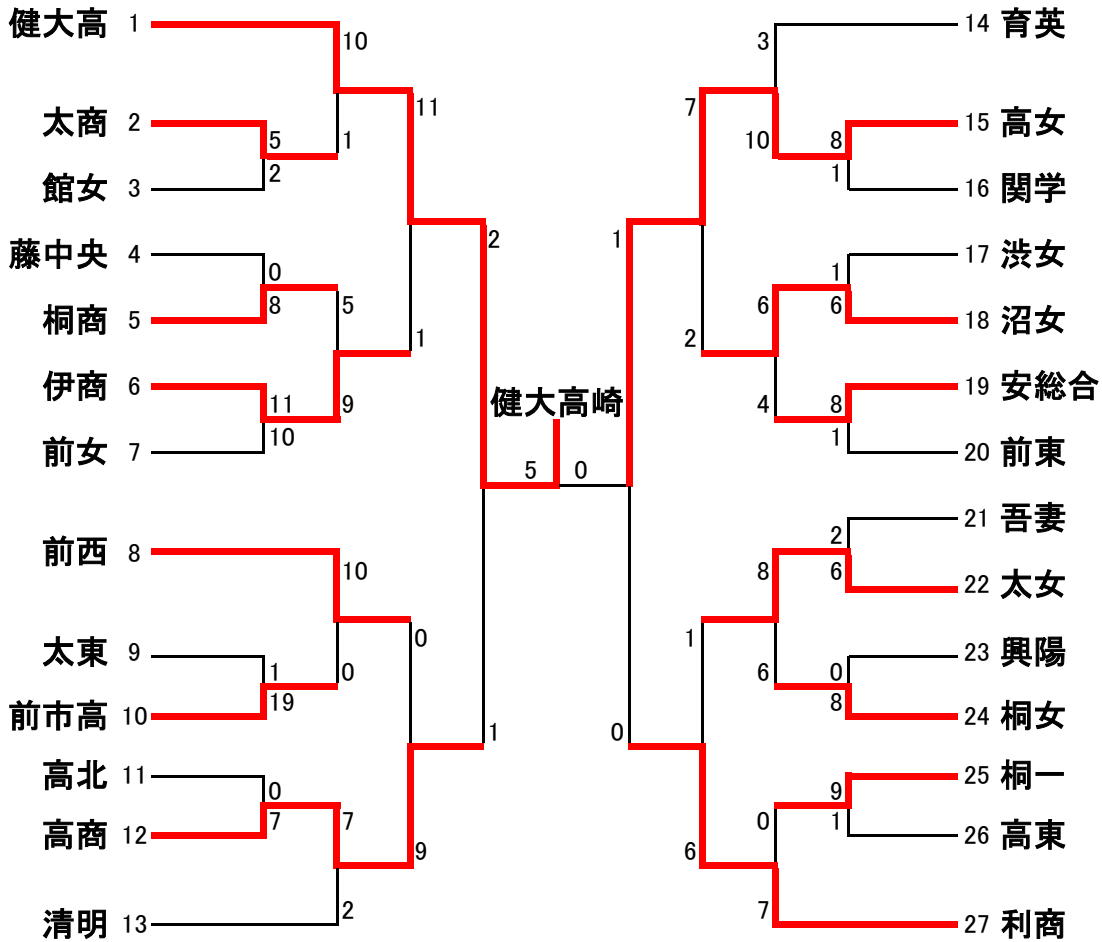 健大高 1
太商 2
館女 3
藤中央 4
桐商 5
伊商 6
前女 7
前西 8
太東 9
前市高 10
高北 11
高商 12
清明 13
10
1
5
2
11
0
8
5
1
11
10
9
2
10
1
19
0
0
0
7
7
2
9
1
健大高崎
5 0
3
7
10
8
1
1
1
6
6
2
4
8
1
2
6
8
1
6
0
8
0
9
1
0
6
7
14 育英
15 高女
16 関学
17 渋女
18 沼女
19 安総合
20 前東
21 吾妻
22 太女
23 興陽
24 桐女
25 桐一
26 高東
27 利商